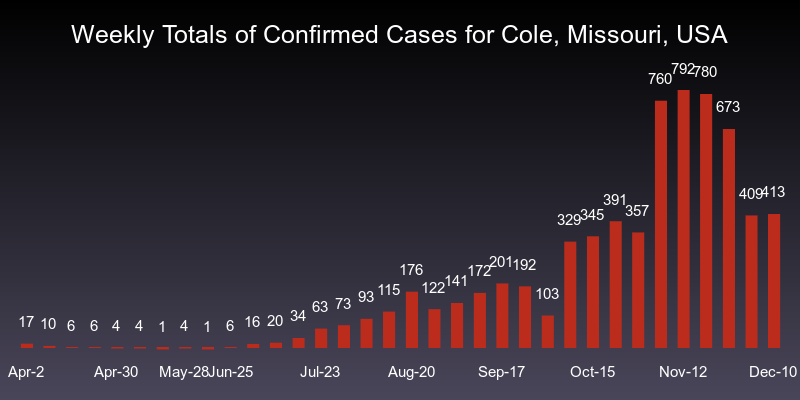 Weekly Totals of Confirmed Cases for Cole, Missouri, USA
17 10 6 6 4 4 1 4 1 6 16 20 34 63 73 93 115 176 122 141 172 201 192 103 329 345 391 357 760 792 780 673 409 413
Apr-2 Apr-30 May-28 Jun-25 Jul-23 Aug-20 Sep-17 Oct-15 Nov-12 Dec-10